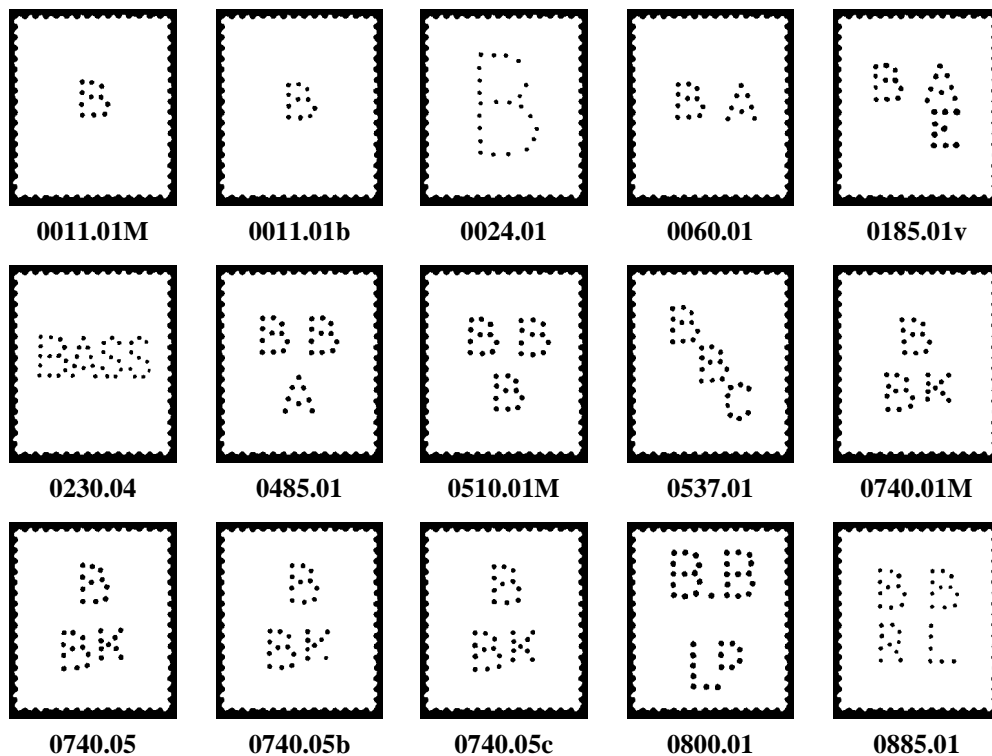 B B B B A B A
E
0011.01M 0011.01b 0024.01 0060.01 0185.01v
BASS B B B B B B
A B B BK
C
0230.04 0485.01 0510.01M 0537.01 0740.01M
B B B B.B B B
BK BK BK LP R L
0740.05 0740.05b 0740.05c 0800.01 0885.01